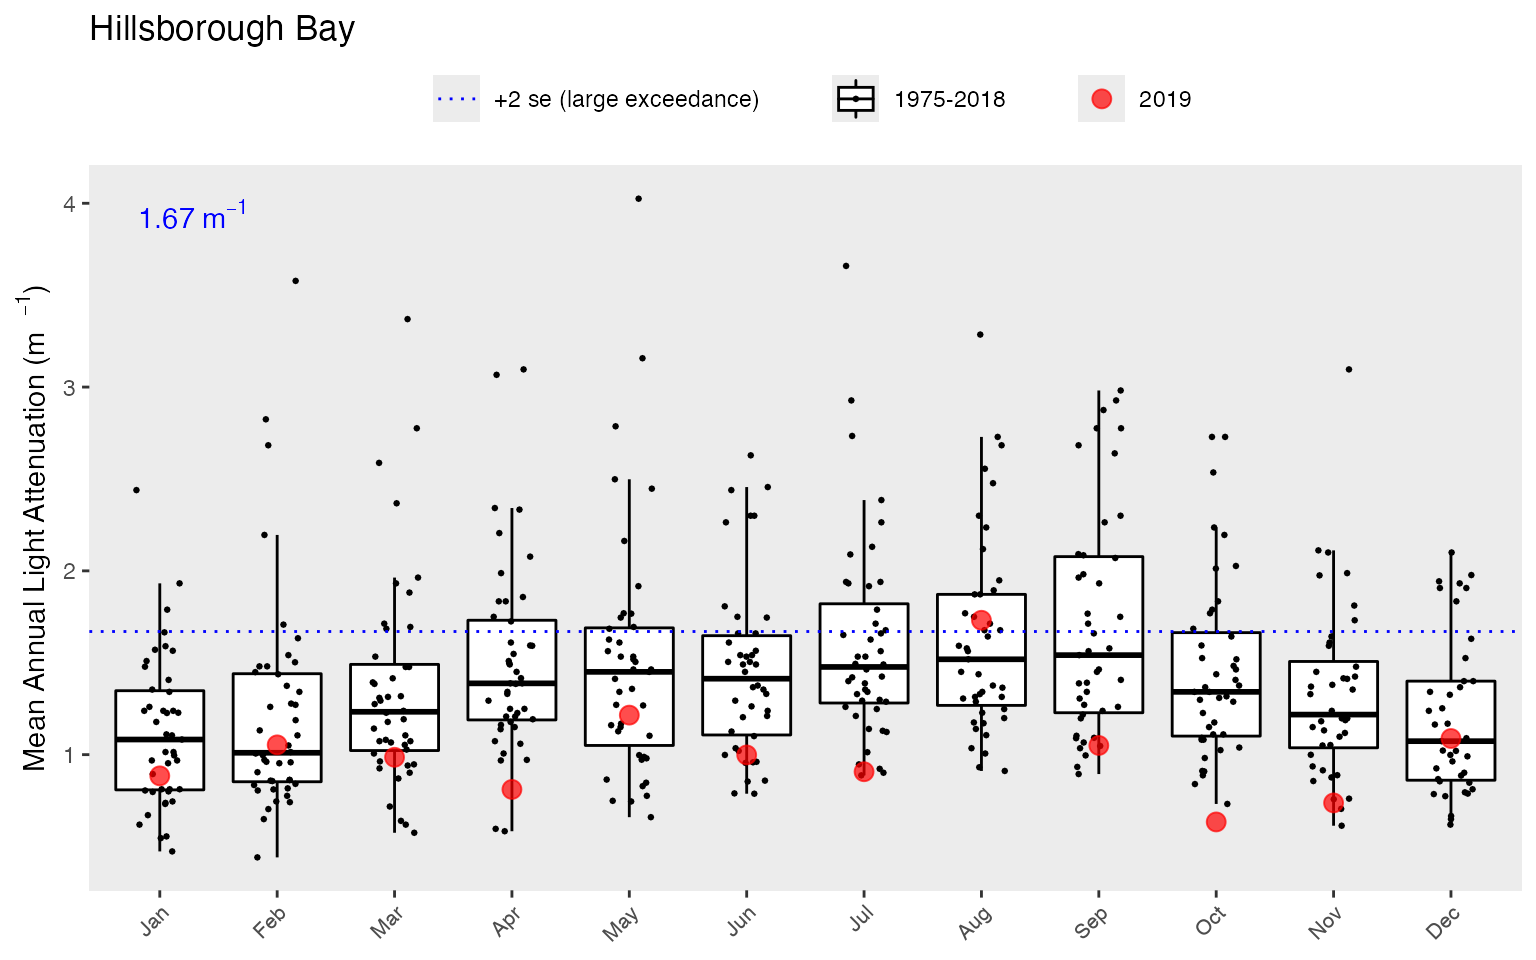 Hillsborough Bay
+2 se (large exceedance)
1975-2018
2019
Mean Annual Light Attenuation (m ⁻¹)
1.67 m⁻¹
4
3
2
1
Jan
Feb
Mar
Apr
May
Jun
Jul
Aug
Sep
Oct
Nov
Dec